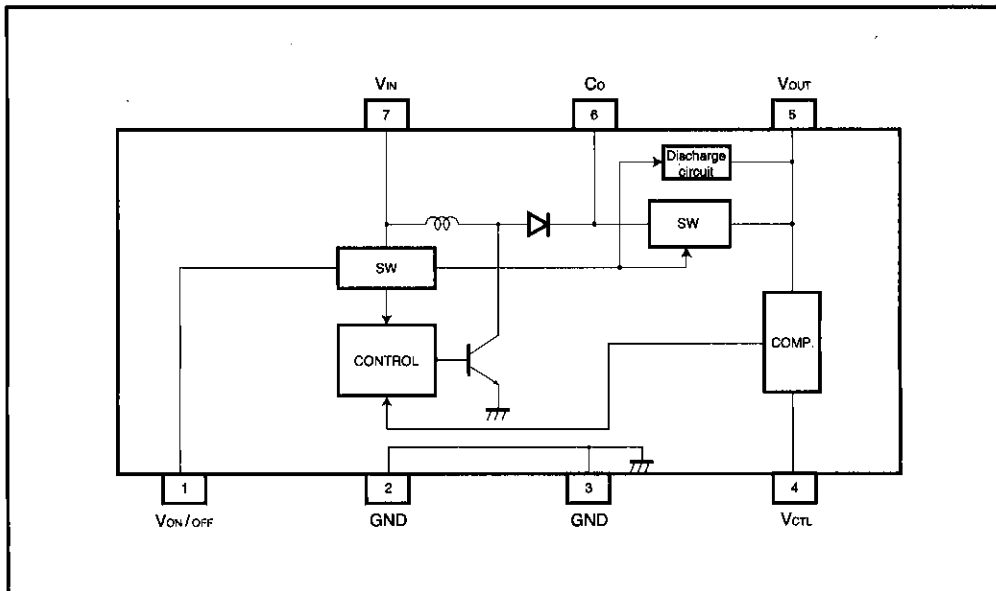 VIN
CO
VOUT
7
6
5
Discharge
circuit
SW
SW
CONTROL
COMP.
1
2
3
4
VON/OFF
GND
GND
VCTL